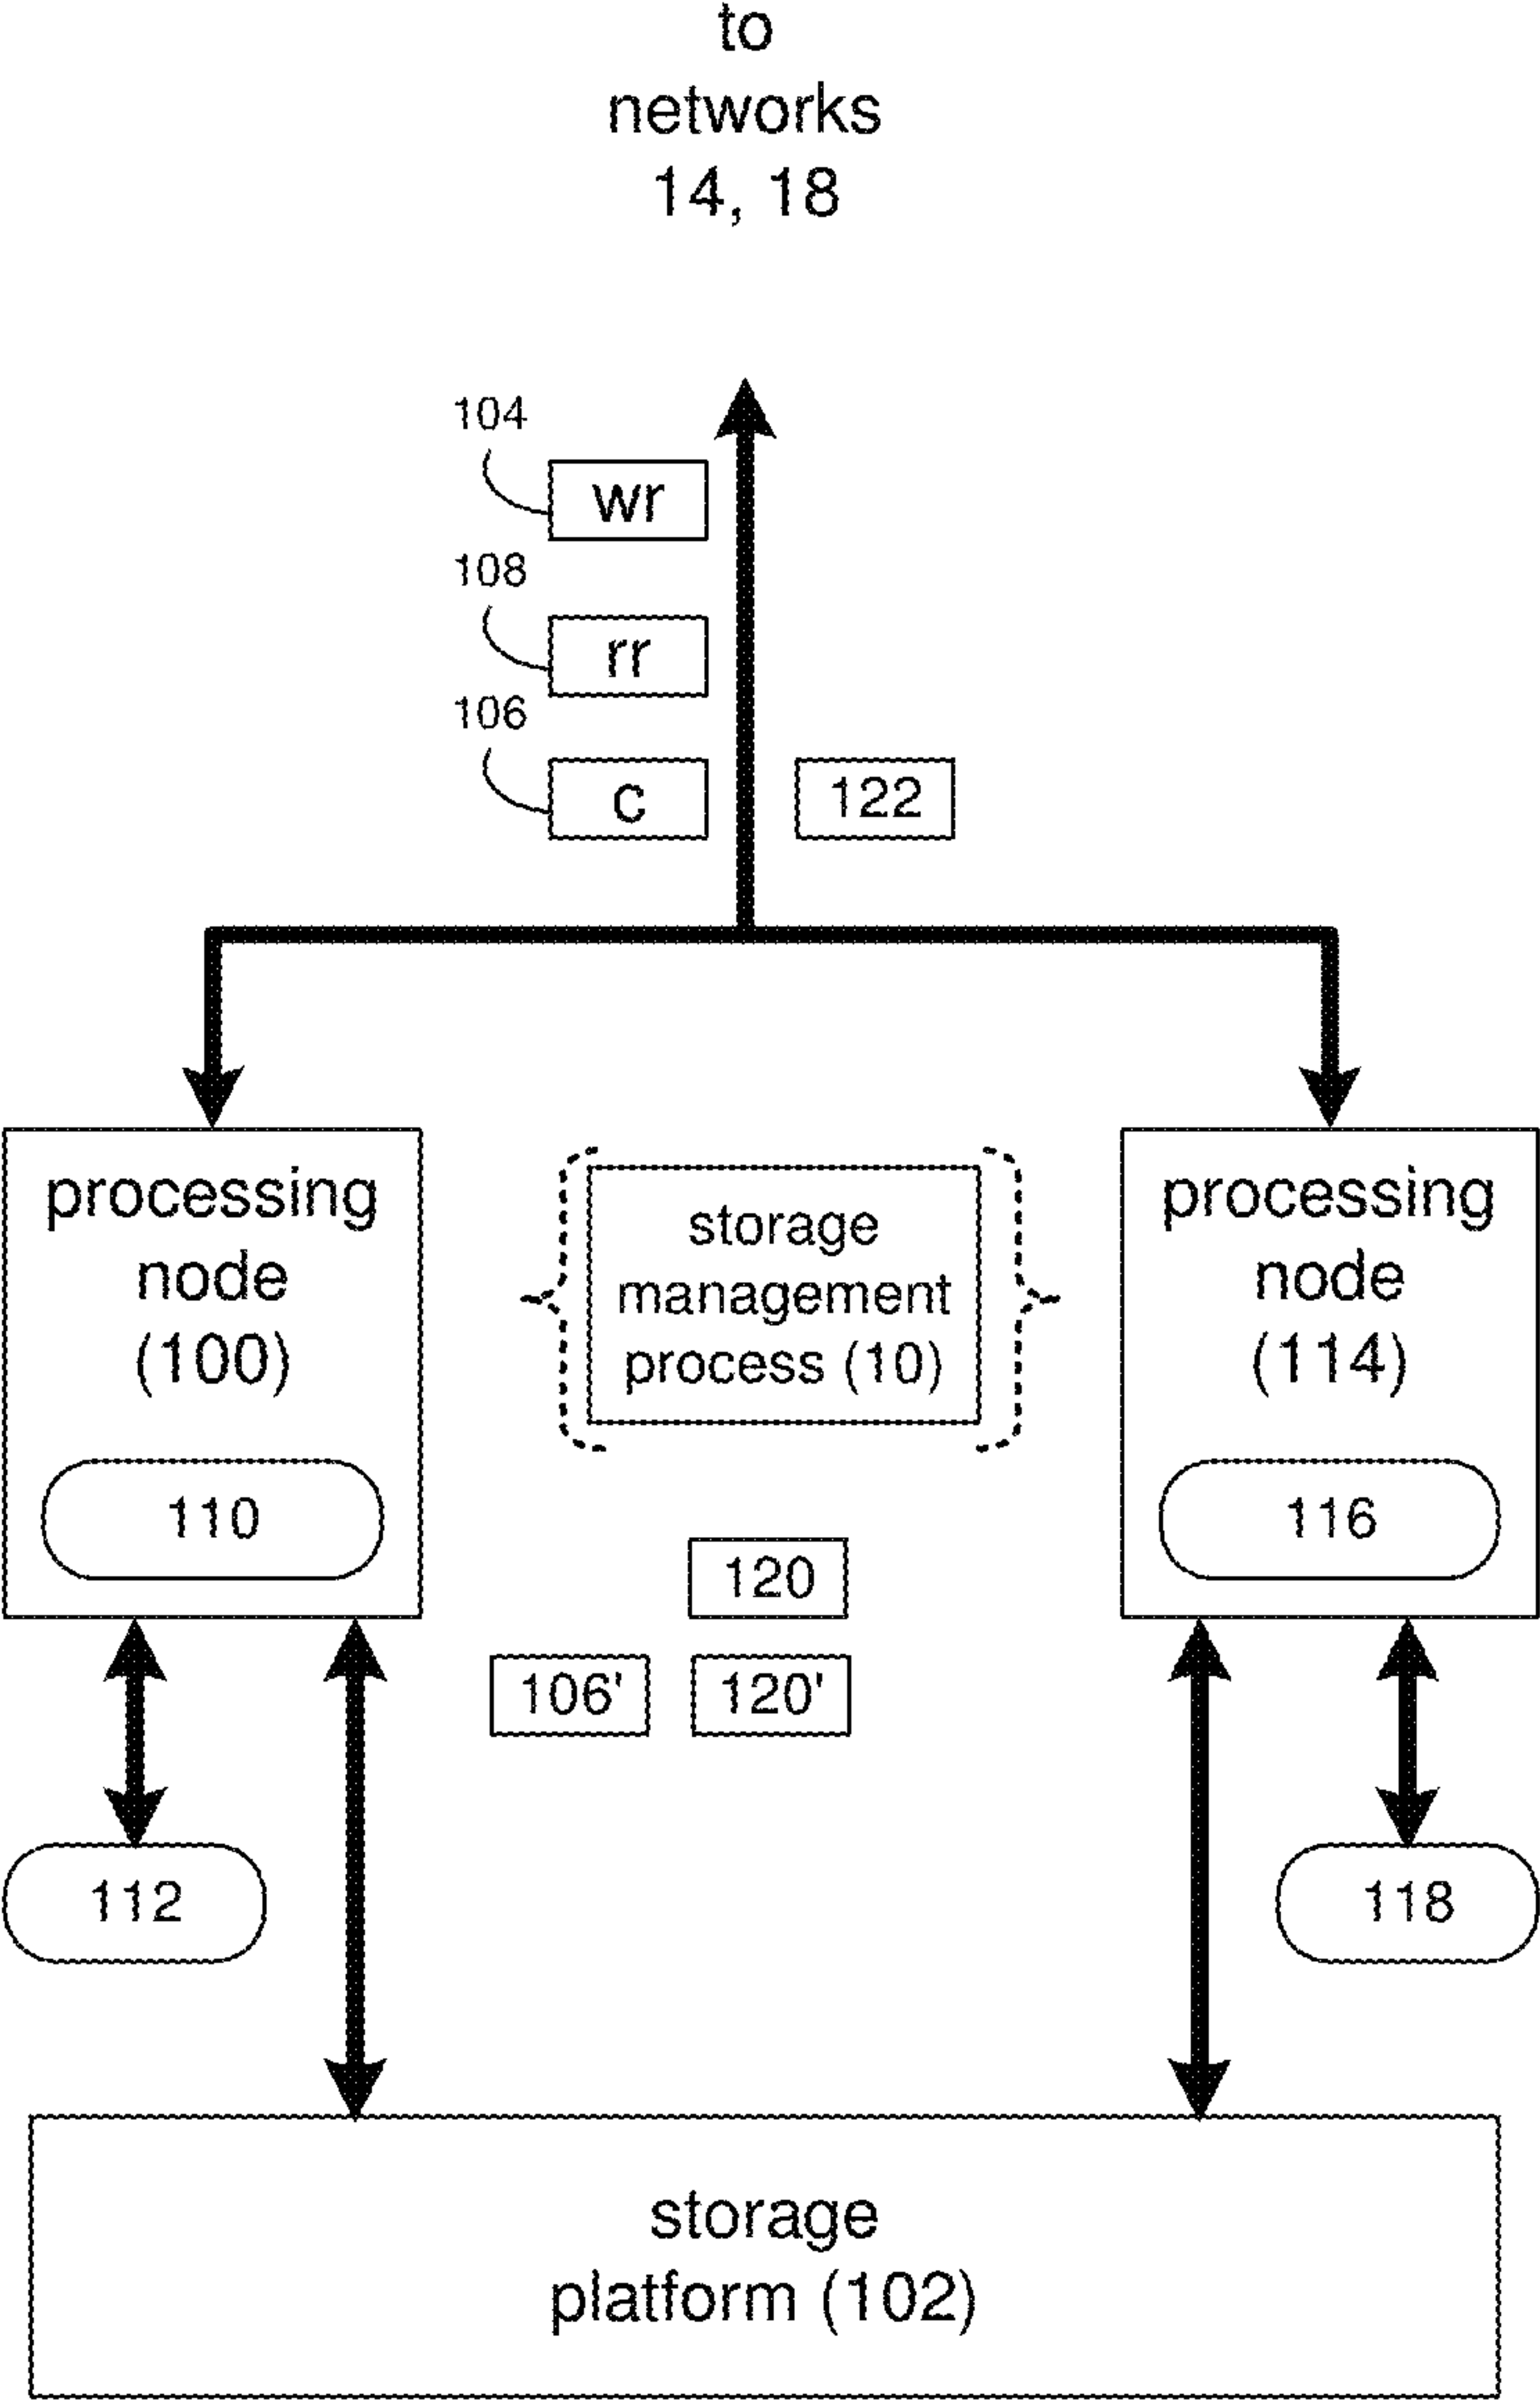 to
networks
14, 18
104
wr
108
rr
106
c
122
processing
node
(100)
110
storage
management
process (10)
processing
node
(114)
116
120
106'
120'
112
118
storage
platform (102)